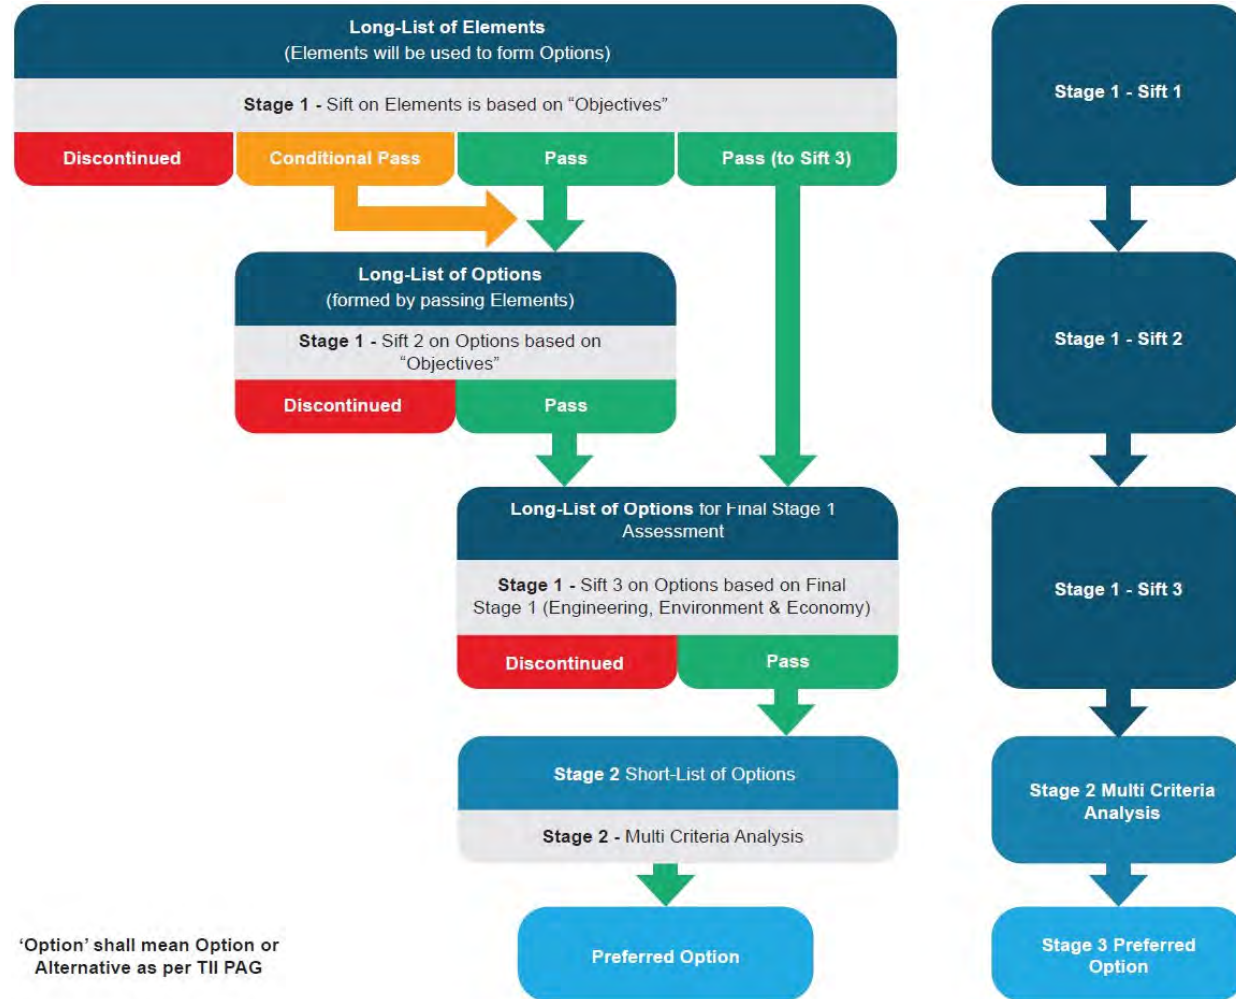 Long-List of Elements
(Elements will be used to form Options)
Stage 1 - Sift on Elements is based on “Objectives”
Discontinued
Conditional Pass
Pass
Pass (to Sift 3)
Long-List of Options
(formed by passing Elements)
Stage 1 - Sift 2 on Options based on
“Objectives”
Discontinued
Pass
Long-List of Options for Final Stage 1
Assessment
Stage 1 - Sift 3 on Options based on Final
Stage 1 (Engineering, Environment & Economy)
Discontinued
Pass
Stage 2 Short-List of Options
Stage 2 - Multi Criteria Analysis
Preferred Option
‘Option’ shall mean Option or
Alternative as per TII PAG
Stage 1 - Sift 1
Stage 1 - Sift 2
Stage 1 - Sift 3
Stage 2 Multi Criteria
Analysis
Stage 3 Preferred
Option